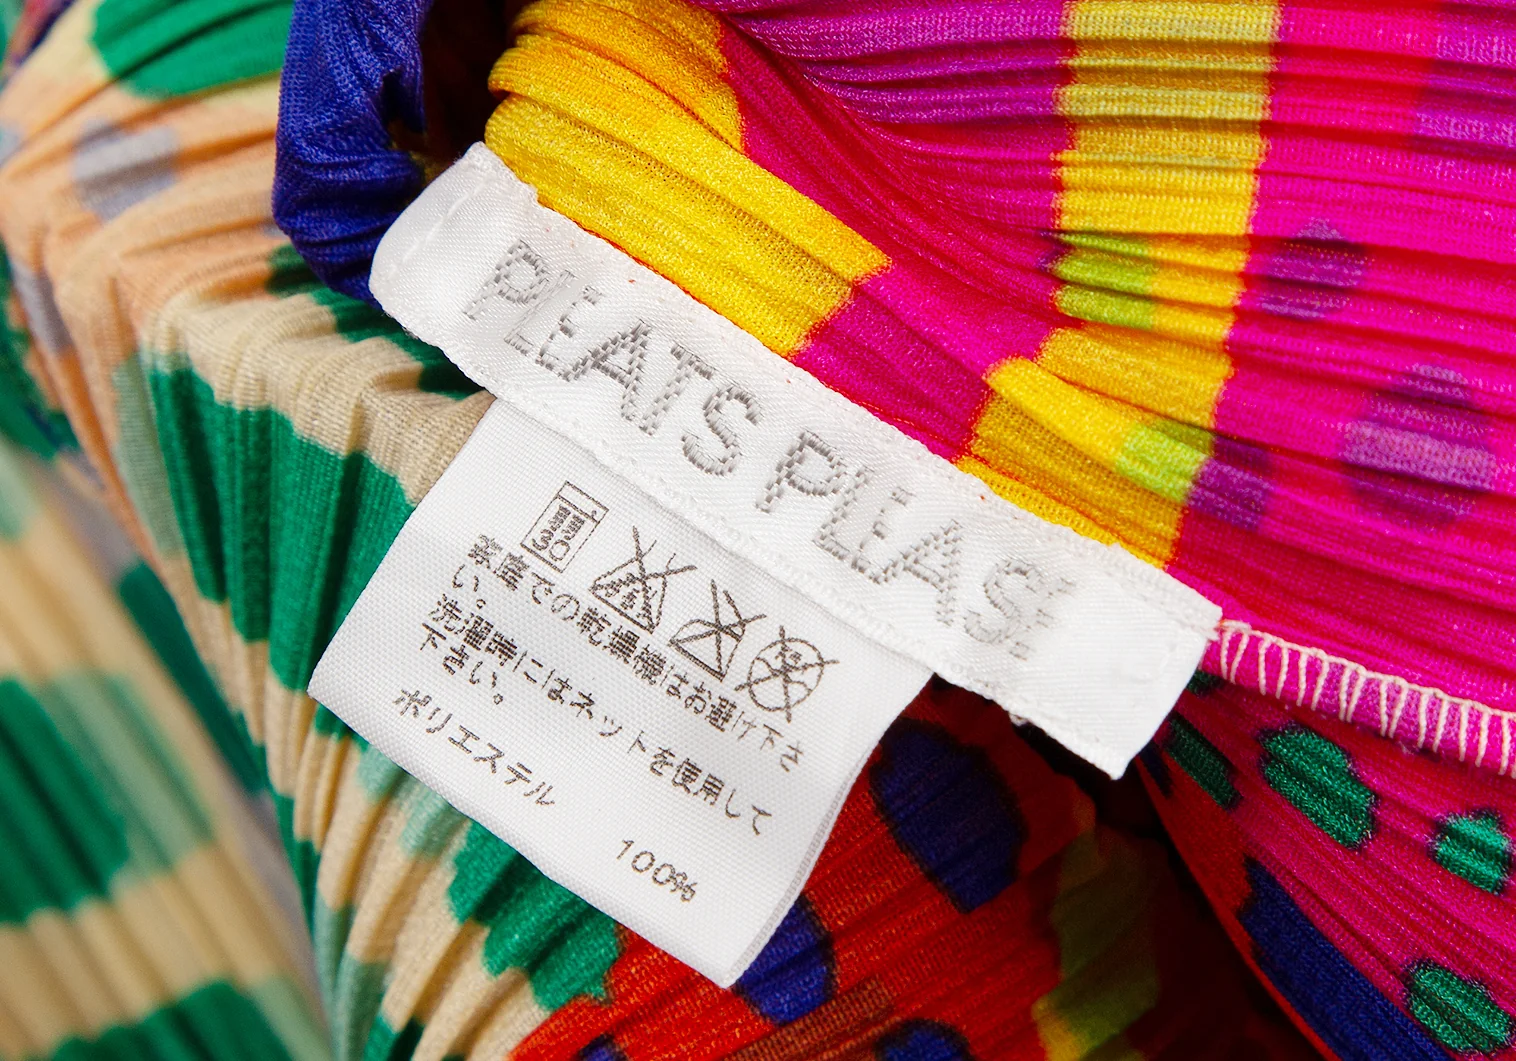 PLEATS PLEASE
30
家庭での乾燥機はお避け下さ
い。
洗濯時にはネットを使用して
下さい。
ポリエステル
100%